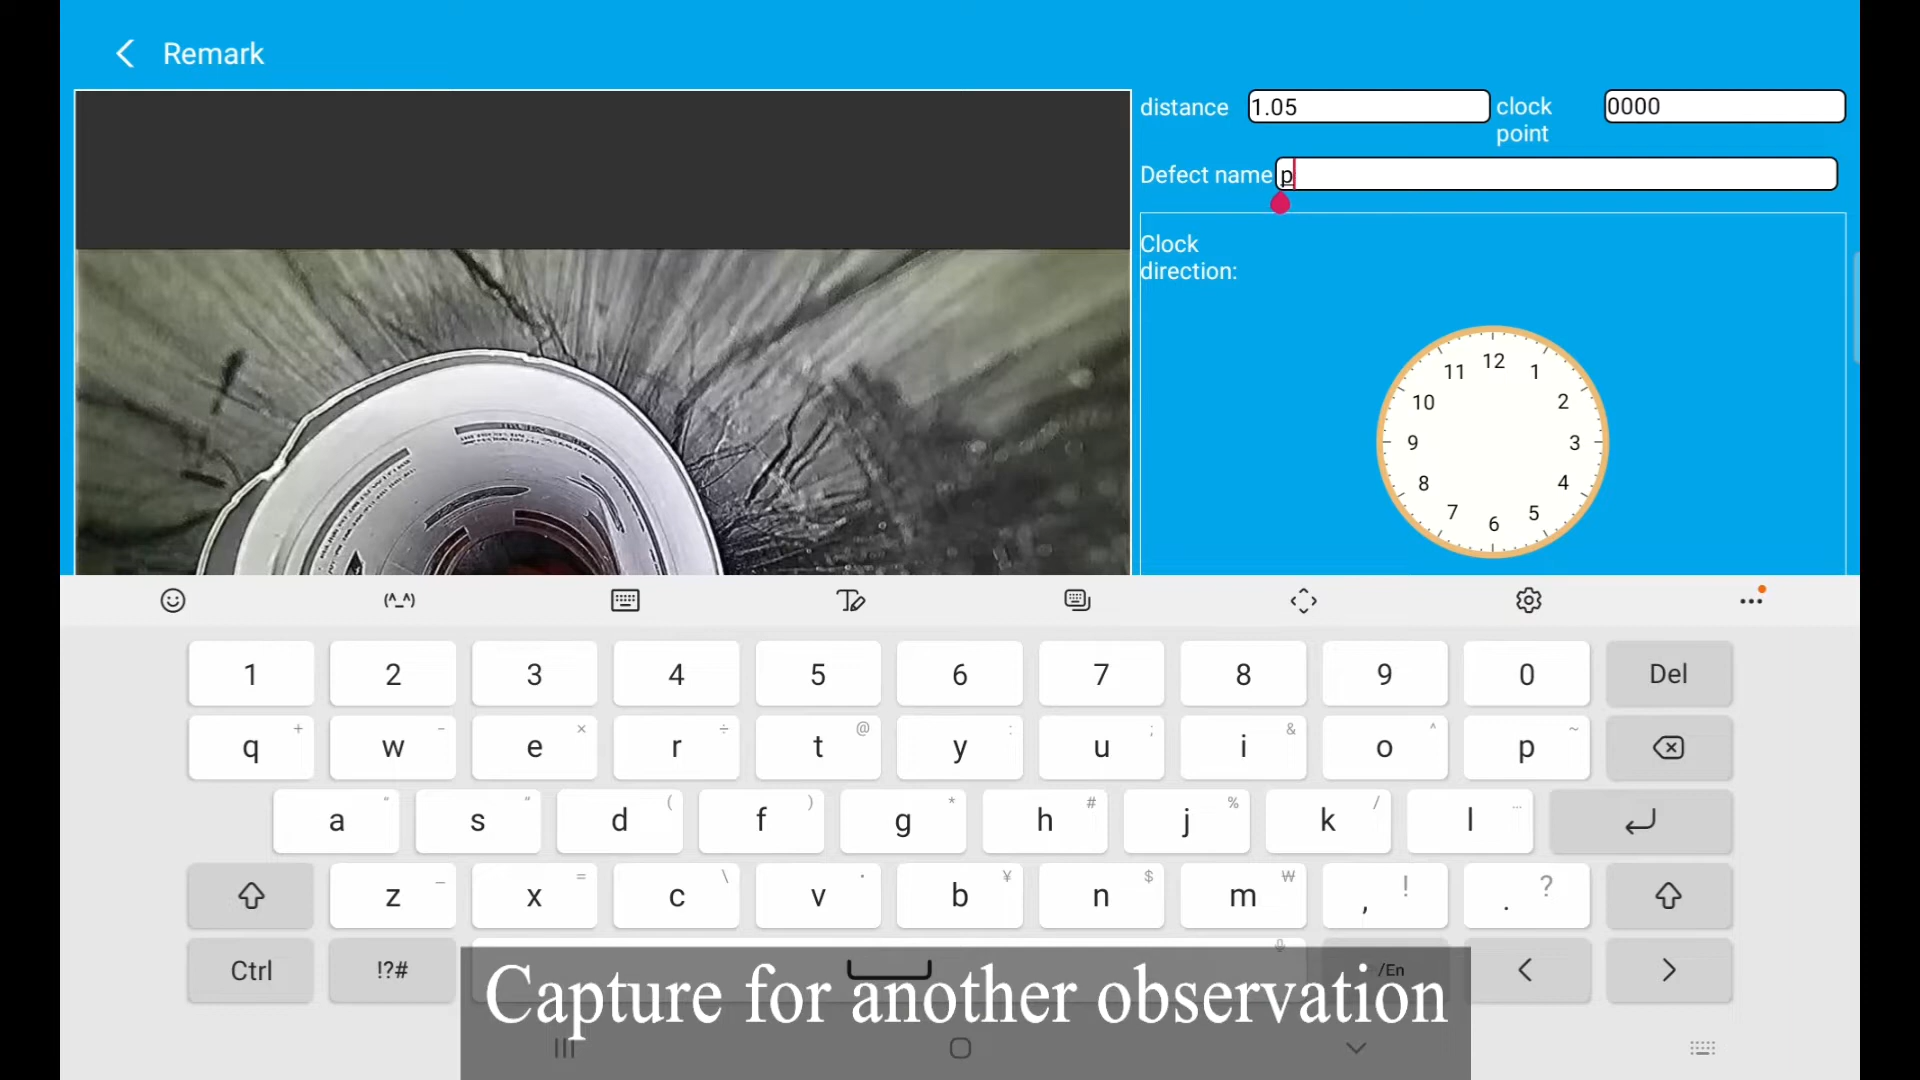 Remark
distance 1.05 clock point 0000
Defect name p
Clock direction:
12
11 1
10 2
9 3
8 4
7 5
6
(^_^)
1 2 3 4 5 6 7 8 9 0 Del
q + w - e × r ÷ t @ y : u ; i & o ^ p ~
a “ s ” d ( f ) g * h # j % k / l …
z _ x = c \ v · b ¥ n $ m ₩ , ! . ?
Ctrl !?# /En
Capture for another observation